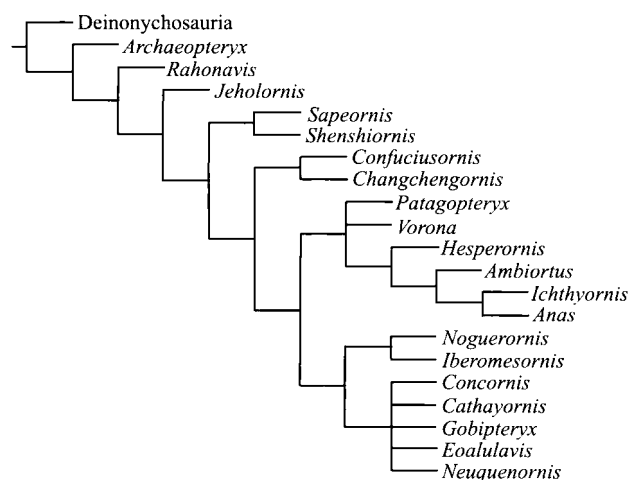 Deinonychosauria
Archaeopteryx
Rahonavis
Jeholornis
Sapeornis
Shenshiornis
Confuciusornis
Changchengornis
Patagopteryx
Vorona
Hesperornis
Ambiortus
Ichthyornis
Anas
Noguerornis
Iberomesornis
Concornis
Cathayornis
Gobipteryx
Eoalulavis
Neuquenornis